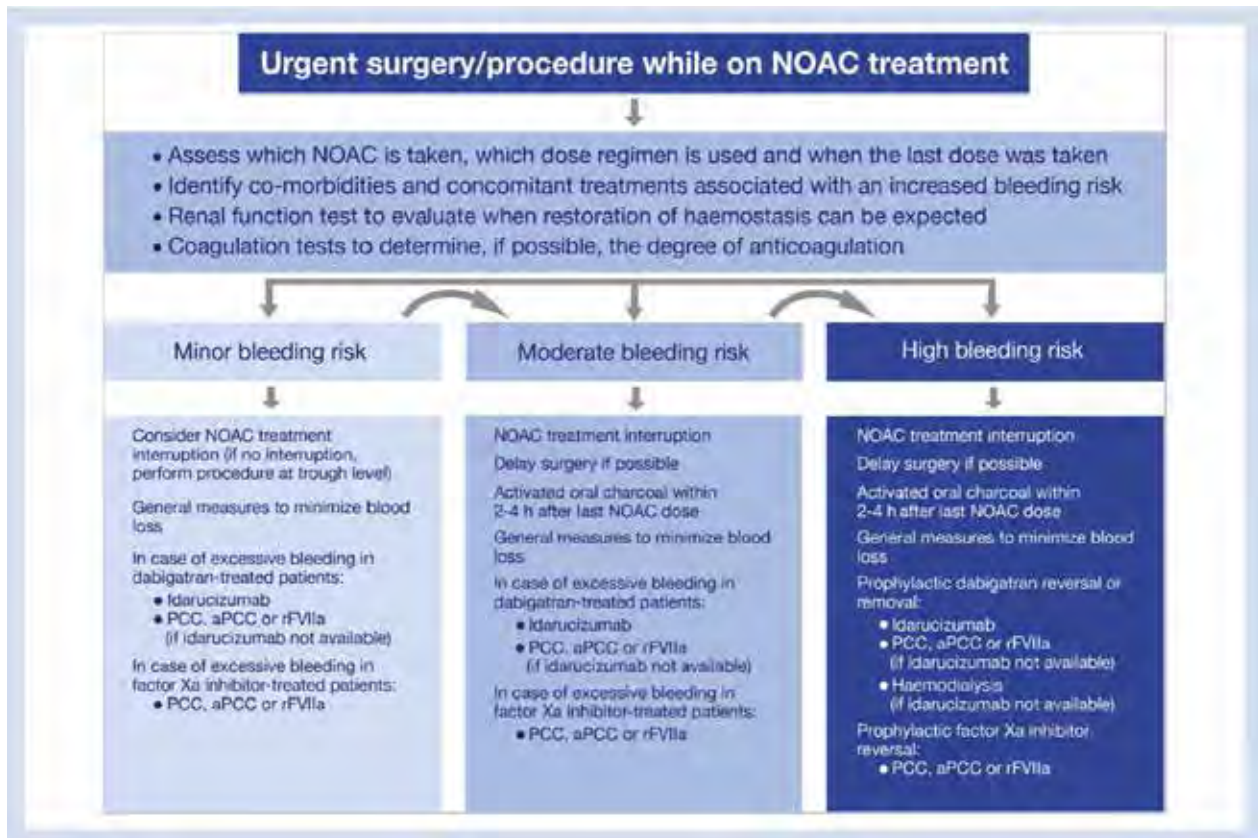 Urgent surgery/procedure while on NOAC treatment
• Assess which NOAC is taken, which dose regimen is used and when the last dose was taken
• Identify co-morbidities and concomitant treatments associated with an increased bleeding risk
• Renal function test to evaluate when restoration of haemostasis can be expected
• Coagulation tests to determine, if possible, the degree of anticoagulation
Minor bleeding risk
Consider NOAC treatment
interruption (if no interruption,
perform procedure at trough level)
General measures to minimize blood
loss
In case of excessive bleeding in
dabigatran-treated patients:
• Idarucizumab
• PCC, aPCC or rFVIIa
(if idarucizumab not available)
In case of excessive bleeding in
factor Xa inhibitor-treated patients:
• PCC, aPCC or rFVIIa
Moderate bleeding risk
NOAC treatment interruption
Delay surgery if possible
Activated oral charcoal within
2-4 h after last NOAC dose
General measures to minimize blood
loss
In case of excessive bleeding in
dabigatran-treated patients:
• Idarucizumab
• PCC, aPCC or rFVIIa
(if idarucizumab not available)
In case of excessive bleeding in
factor Xa inhibitor-treated patients:
• PCC, aPCC or rFVIIa
High bleeding risk
NOAC treatment interruption
Delay surgery if possible
Activated oral charcoal within
2-4 h after last NOAC dose
General measures to minimize blood
loss
Prophylactic dabigatran reversal or
removal:
• Idarucizumab
• PCC, aPCC or rFVIIa
(if idarucizumab not available)
• Haemodialysis
(if idarucizumab not available)
Prophylactic factor Xa inhibitor
reversal:
• PCC, aPCC or rFVIIa